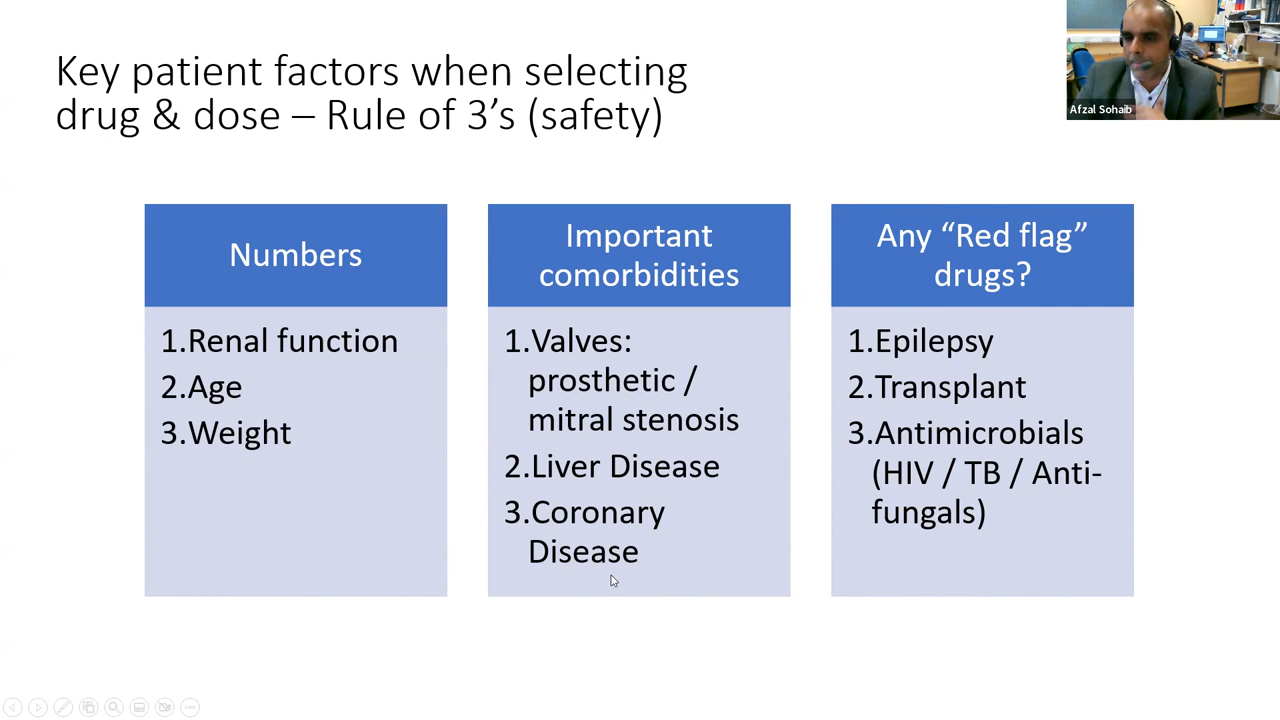 Key patient factors when selecting
drug & dose – Rule of 3’s (safety)
Afzal Sohaib
Numbers
1.Renal function
2.Age
3.Weight
Important
comorbidities
1.Valves:
prosthetic /
mitral stenosis
2.Liver Disease
3.Coronary
Disease
Any “Red flag”
drugs?
1.Epilepsy
2.Transplant
3.Antimicrobials
(HIV / TB / Anti-
fungals)